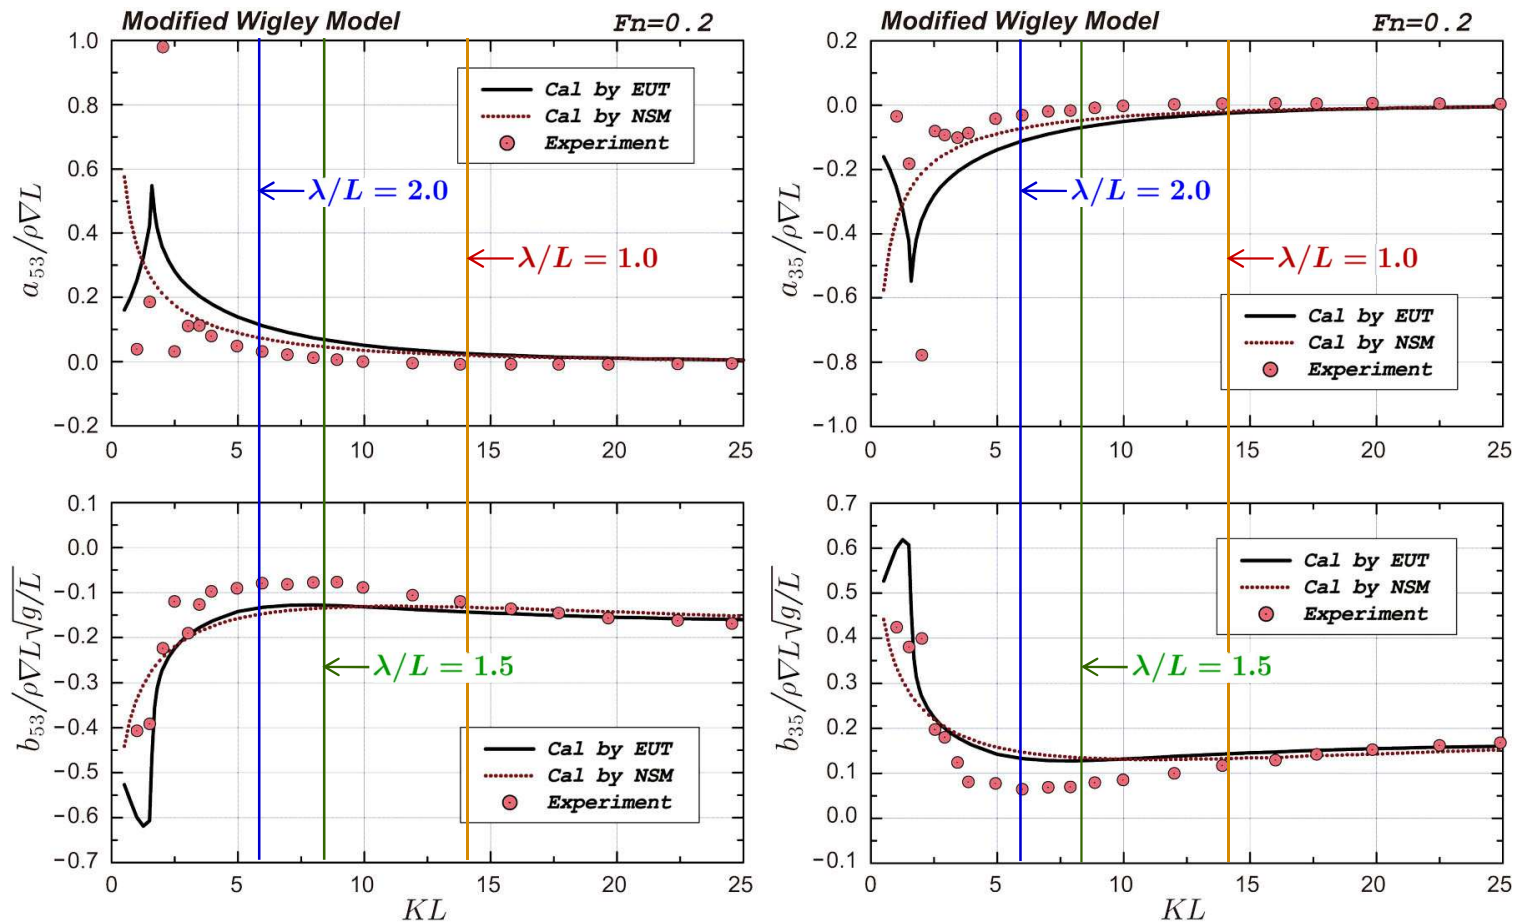 Modified Wigley Model Fn=0.2
1.0
0.8
0.6
0.4
0.2
0.0
−0.2
a53/ρ∇L
Cal by EUT
Cal by NSM
Experiment
λ/L = 2.0
λ/L = 1.0
0 5 10 15 20 25
Modified Wigley Model Fn=0.2
0.2
0.0
−0.2
−0.4
−0.6
−0.8
−1.0
a35/ρ∇L
λ/L = 2.0
λ/L = 1.0
Cal by EUT
Cal by NSM
Experiment
0 5 10 15 20 25
0.1
0.0
−0.1
−0.2
−0.3
−0.4
−0.5
−0.6
−0.7
b53/ρ∇L√g/L
λ/L = 1.5
Cal by EUT
Cal by NSM
Experiment
0 5 10 15 20 25
KL
0.7
0.6
0.5
0.4
0.3
0.2
0.1
0.0
−0.1
b35/ρ∇L√g/L
Cal by EUT
Cal by NSM
Experiment
λ/L = 1.5
0 5 10 15 20 25
KL